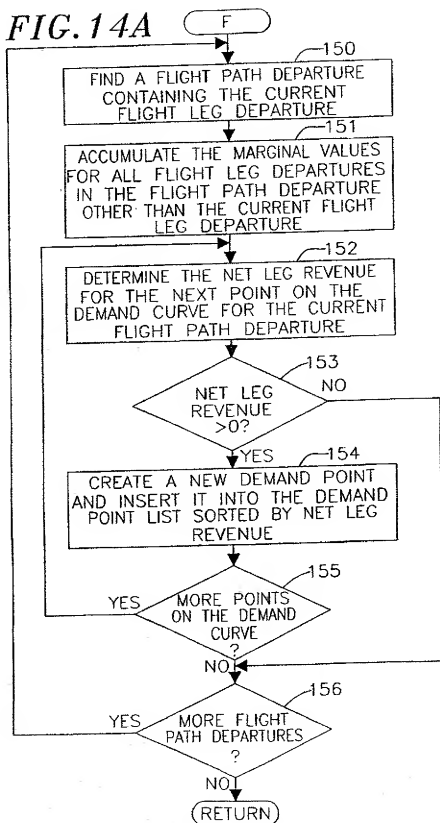 FIG. 14A
F
150
FIND A FLIGHT PATH DEPARTURE
CONTAINING THE CURRENT
FLIGHT LEG DEPARTURE
151
ACCUMULATE THE MARGINAL VALUES
FOR ALL FLIGHT LEG DEPARTURES
IN THE FLIGHT PATH DEPARTURE
OTHER THAN THE CURRENT FLIGHT
LEG DEPARTURE
152
DETERMINE THE NET LEG REVENUE
FOR THE NEXT POINT ON THE
DEMAND CURVE FOR THE CURRENT
FLIGHT PATH DEPARTURE
153
NET LEG
REVENUE
>0?
NO
YES
154
CREATE A NEW DEMAND POINT
AND INSERT IT INTO THE DEMAND
POINT LIST SORTED BY NET LEG
REVENUE
155
MORE POINTS
ON THE DEMAND
CURVE
?
YES
NO
156
MORE FLIGHT
PATH DEPARTURES
?
YES
NO
RETURN